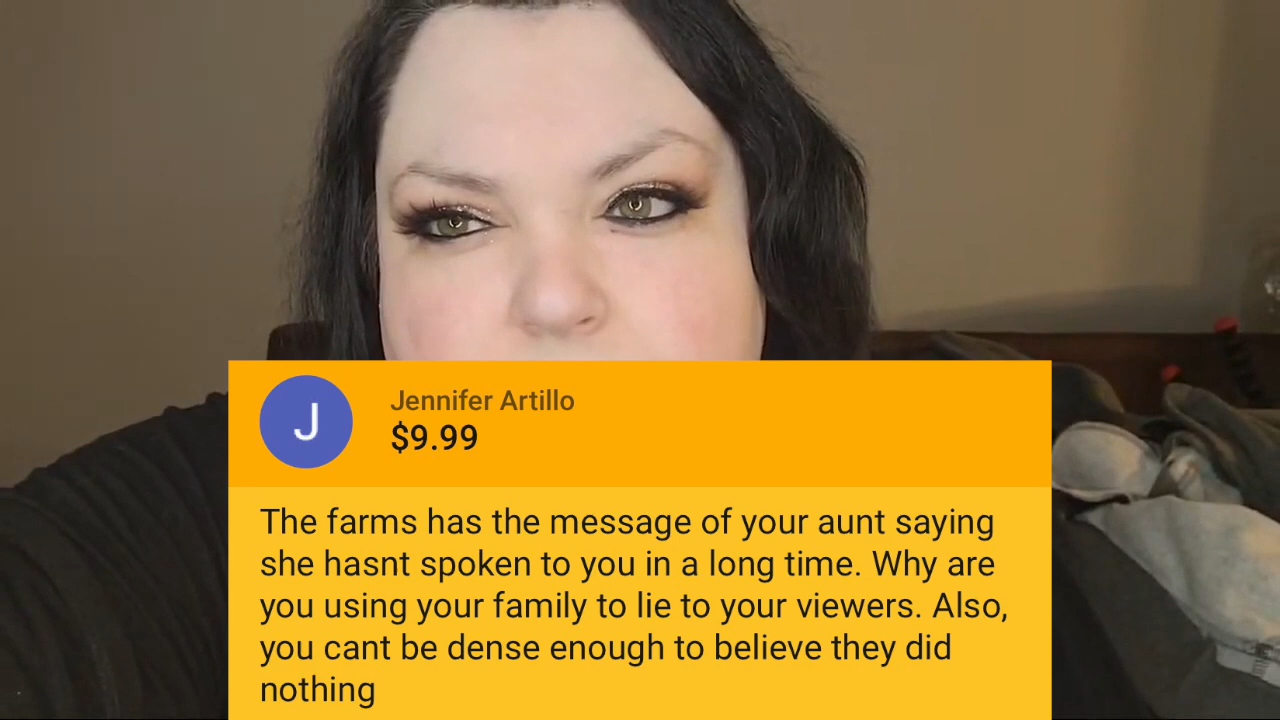 J
Jennifer Artillo
$9.99
The farms has the message of your aunt saying
she hasnt spoken to you in a long time. Why are
you using your family to lie to your viewers. Also,
you cant be dense enough to believe they did
nothing